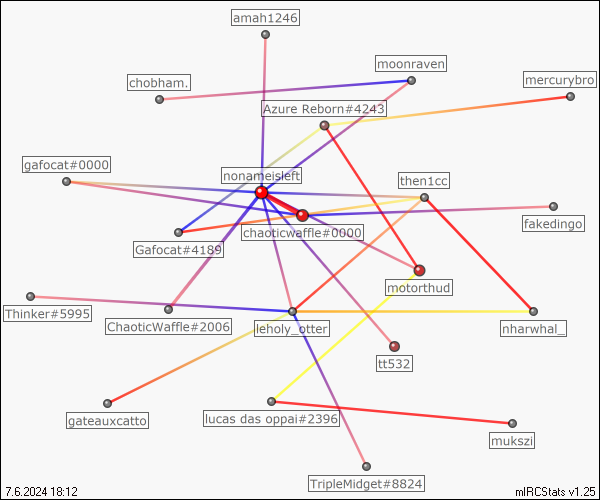 amah1246
moonraven
chobham.
mercurybro
Azure Reborn#4243
gafocat#0000
nonameisleft
then1cc
fakedingo
chaoticwaffle#0000
Gafocat#4189
motorthud
Thinker#5995
ChaoticWaffle#2006
leholy_otter
nharwhal_
tt532
gateauxcatto
lucas das oppai#2396
mukszi
TripleMidget#8824
7.6.2024 18:12
mIRCStats v1.25